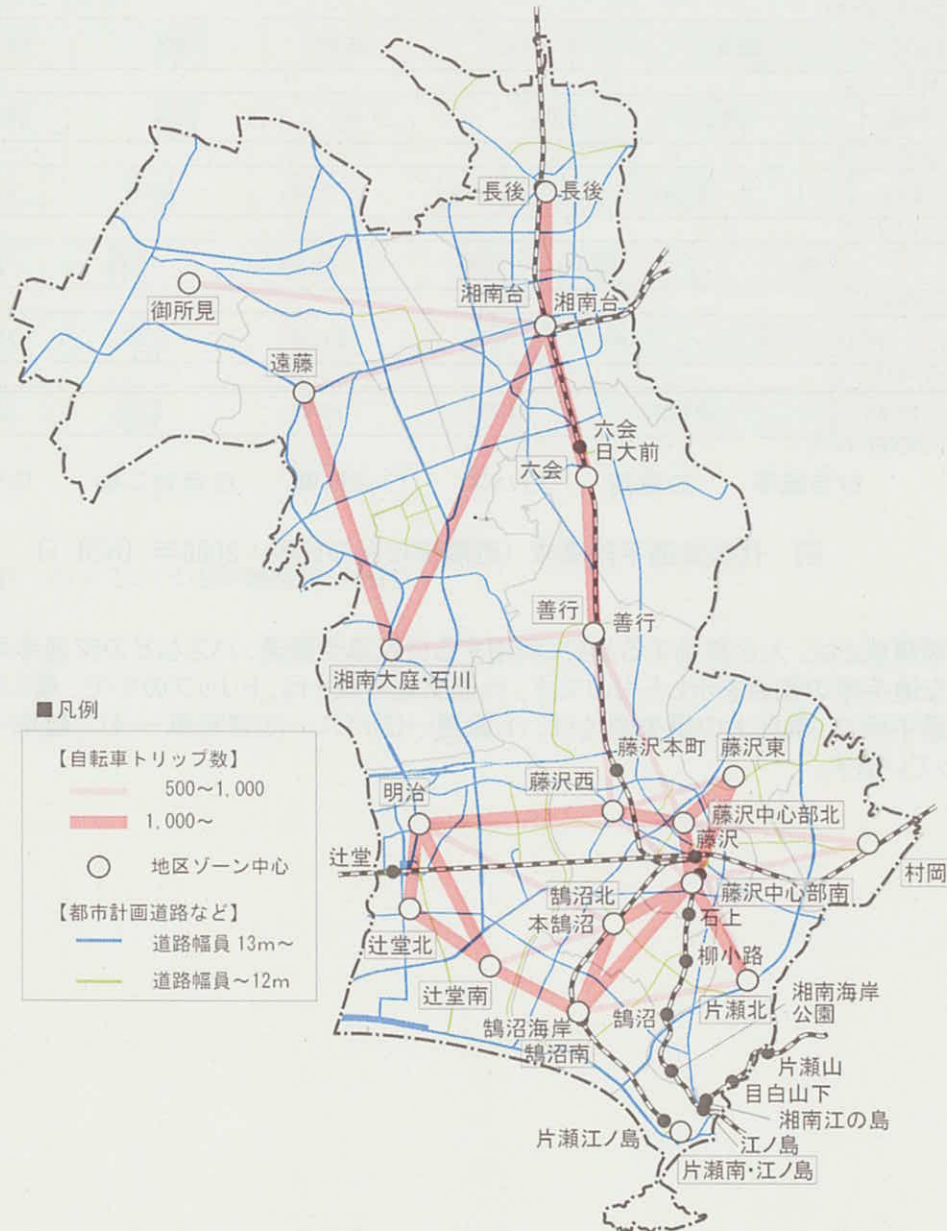 長後
長後
湘南台
湘南台
御所見
遠藤
六会
日大前
六会
善行
善行
湘南大庭・石川
■凡例
【自転車トリップ数】
500～1,000
1,000～
地区ゾーン中心
【都市計画道路など】
道路幅員 13m～
道路幅員～12m
藤沢本町
藤沢東
藤沢西
明治
藤沢中心部北
藤沢
辻堂
村岡
鵠沼北
藤沢中心部南
本鵠沼
石上
辻堂北
柳小路
辻堂南
湘南海岸
公園
片瀬北
鵠沼
鵠沼海岸
鵠沼南
片瀬山
目白山下
湘南江の島
江ノ島
片瀬江ノ島
片瀬南・江ノ島